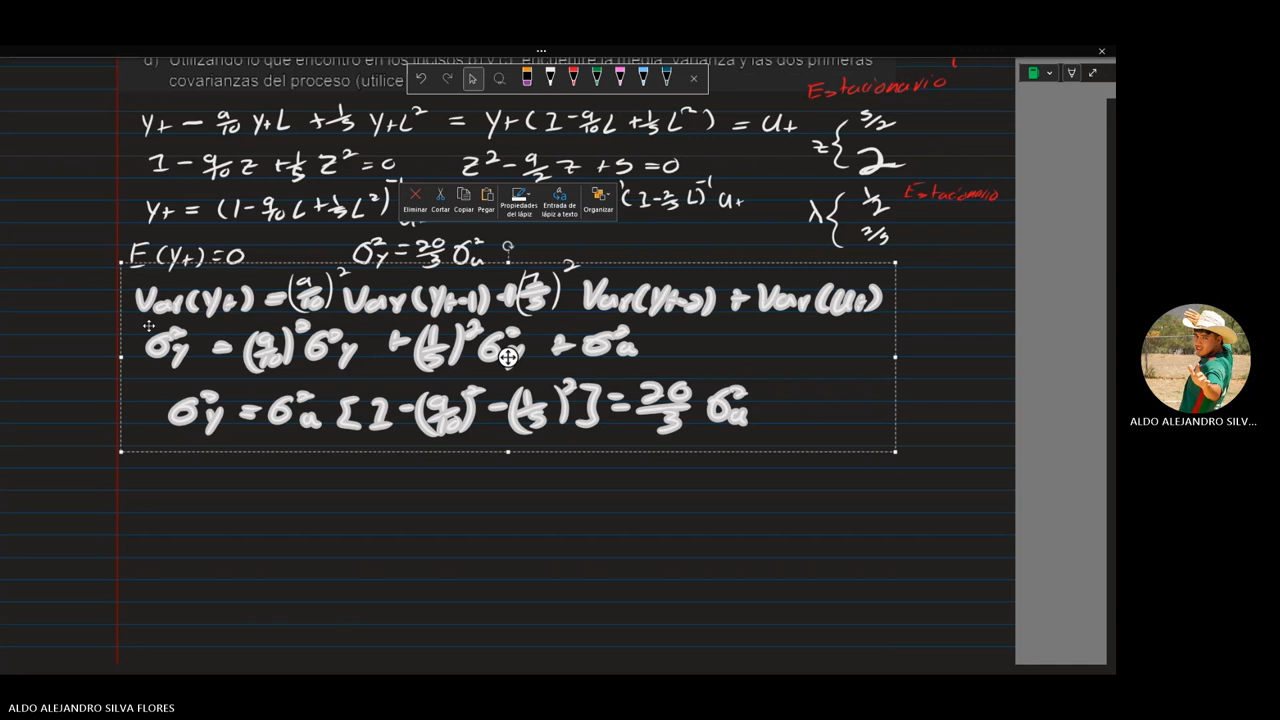 d) Utilizando lo que encontró en los incisos b) y c), encuentre la media, varianza y las dos primeras
covarianzas del proceso (utilice
Estacionario
Yt - 9/10 YtL + 1/5 YtL² = Yt(1 - 9/10 L + 1/5 L²) = Ut
z { 5/2
2
1 - 9/10 z + 1/5 z² = 0 z² - 9/2 z + 5 = 0
Eliminar Cortar Copiar Pegar Propiedades del lápiz Entrada de lápiz a texto Organizar
Yt = (1 - 9/10 L + 1/5 L²)⁻¹ (1 - 2/5 L)⁻¹ Ut
λ { 1/2
2/5
Estacionario
E(Yt) = 0 σ²y = 20/3 σ²u
Var(Yt) = (9/10)² Var(Yt-1) + (1/5)² Var(Yt-2) + Var(Ut)
σ²y = (9/10)² σ²y + (1/5)² σ²y + σ²u
σ²y = σ²u [1 - (9/10)² - (1/5)²] = 20/3 σ²u
ALDO ALEJANDRO SILV...
ALDO ALEJANDRO SILVA FLORES